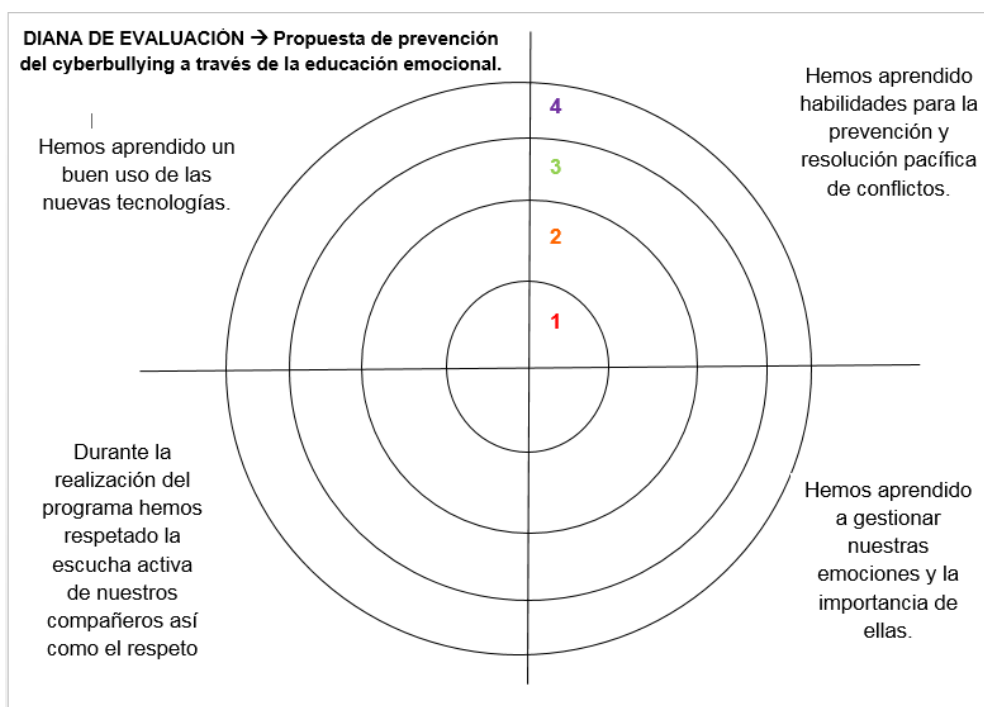 DIANA DE EVALUACIÓN → Propuesta de prevención
del cyberbullying a través de la educación emocional.
Hemos aprendido un
buen uso de las
nuevas tecnologías.
Hemos aprendido
habilidades para la
prevención y
resolución pacífica
de conflictos.
4
3
2
1
Durante la
realización del
programa hemos
respetado la
escucha activa
de nuestros
compañeros así
como el respeto
Hemos aprendido
a gestionar
nuestras
emociones y la
importancia de
ellas.